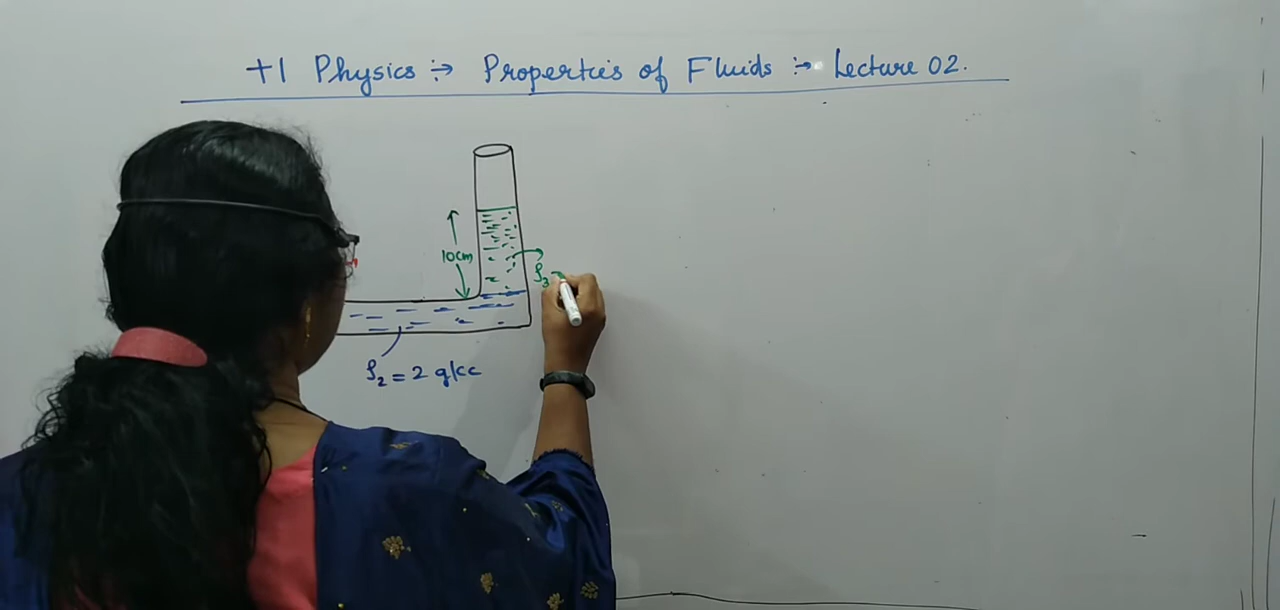 +1 Physics :→ Properties of Fluids :→ Lecture 02.
10cm
ρ₃ =
ρ₂ = 2 g/cc